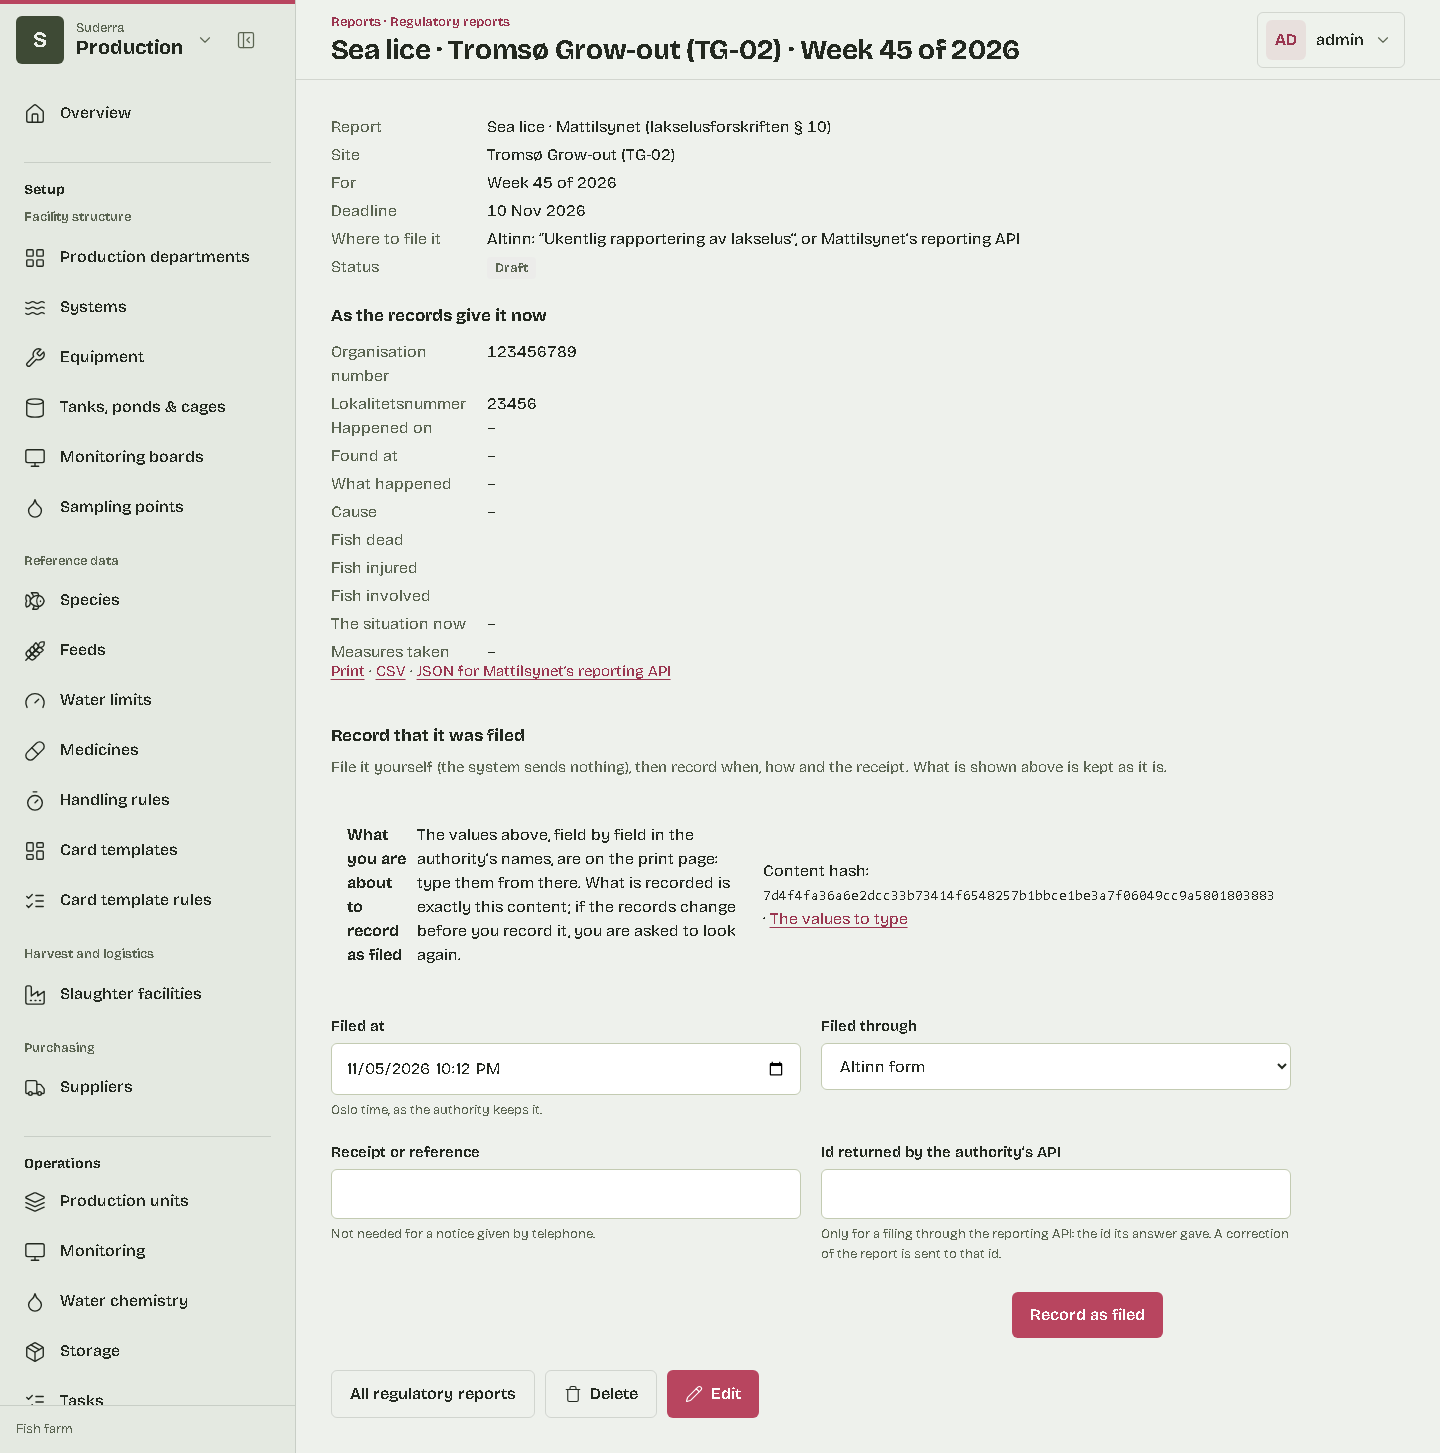 S
Suderra
Production
Overview
Setup
Facility structure
Production departments
Systems
Equipment
Tanks, ponds & cages
Monitoring boards
Sampling points
Reference data
Species
Feeds
Water limits
Medicines
Handling rules
Card templates
Card template rules
Harvest and logistics
Slaughter facilities
Purchasing
Suppliers
Operations
Production units
Monitoring
Water chemistry
Storage
Tasks
Fish farm
Reports · Regulatory reports
Sea lice · Tromsø Grow-out (TG-02) · Week 45 of 2026
AD admin
Report Sea lice · Mattilsynet (lakselusforskriften § 10)
Site Tromsø Grow-out (TG-02)
For Week 45 of 2026
Deadline 10 Nov 2026
Where to file it Altinn: “Ukentlig rapportering av lakselus”, or Mattilsynet’s reporting API
Status Draft
As the records give it now
Organisation number 123456789
Lokalitetsnummer 23456
Happened on –
Found at –
What happened –
Cause –
Fish dead
Fish injured
Fish involved
The situation now –
Measures taken –
Print · CSV · JSON for Mattilsynet’s reporting API
Record that it was filed
File it yourself (the system sends nothing), then record when, how and the receipt. What is shown above is kept as it is.
What
you are
about
to
record
as filed
The values above, field by field in the
authority’s names, are on the print page:
type them from there. What is recorded is
exactly this content; if the records change
before you record it, you are asked to look
again.
Content hash:
7d4f4fa36a6e2dcc33b73414f6548257b1bbce1be3a7f06049cc9a5801803883
· The values to type
Filed at
11/05/2026 10:12 PM
Oslo time, as the authority keeps it.
Filed through
Altinn form
Receipt or reference
Not needed for a notice given by telephone.
Id returned by the authority’s API
Only for a filing through the reporting API: the id its answer gave. A correction
of the report is sent to that id.
Record as filed
All regulatory reports
Delete
Edit